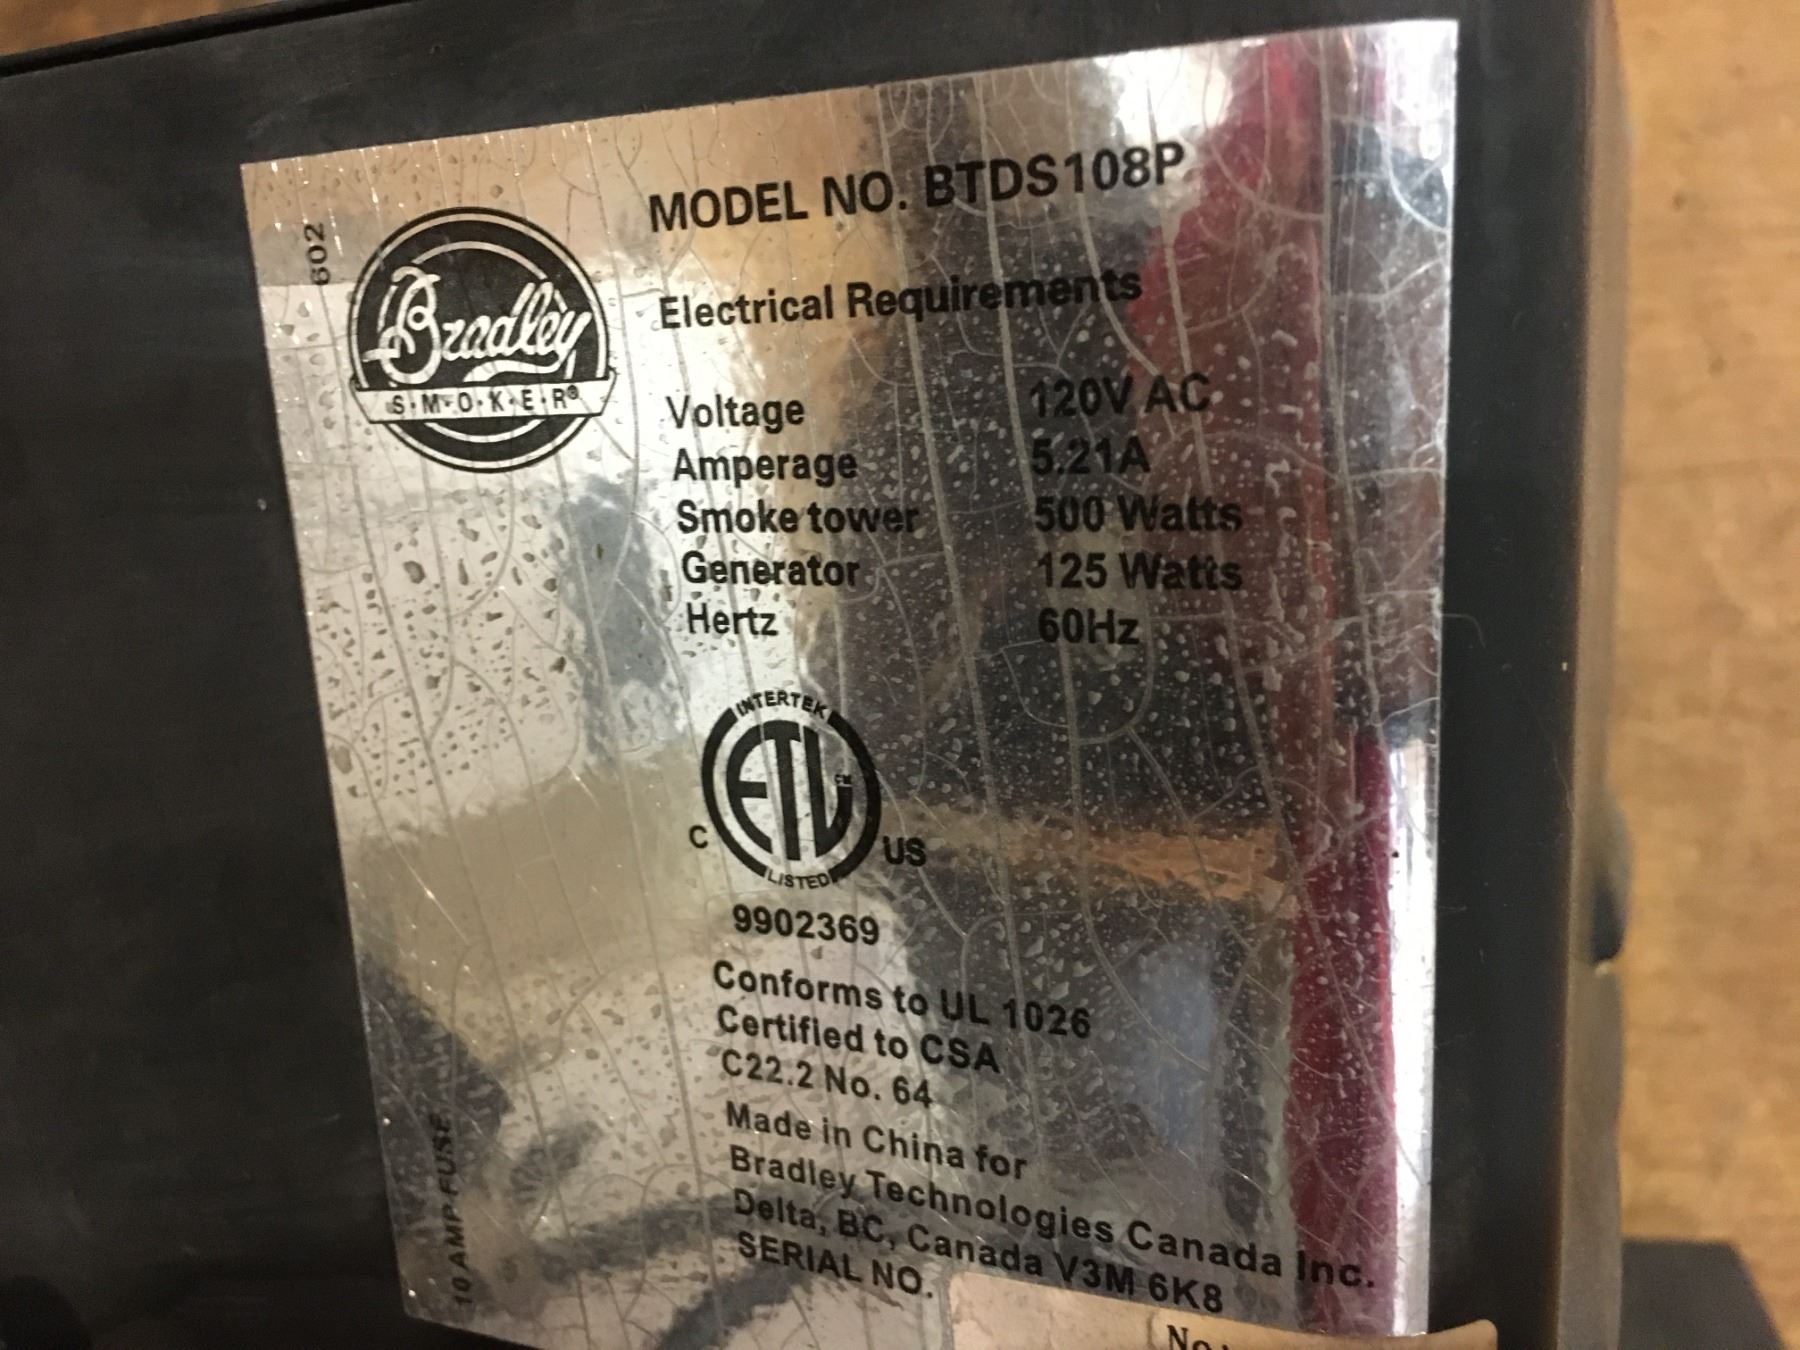 602
Bradley
S·M·O·K·E·R®
MODEL NO. BTDS108P
Electrical Requirements
Voltage 120V AC
Amperage 5.21A
Smoke tower 500 Watts
Generator 125 Watts
Hertz 60Hz
INTERTEK
ETL CM
C US
LISTED
9902369
Conforms to UL 1026
Certified to CSA
C22.2 No. 64
Made in China for
Bradley Technologies Canada Inc.
Delta, BC, Canada V3M 6K8
SERIAL NO.
10 AMP FUSE
No: